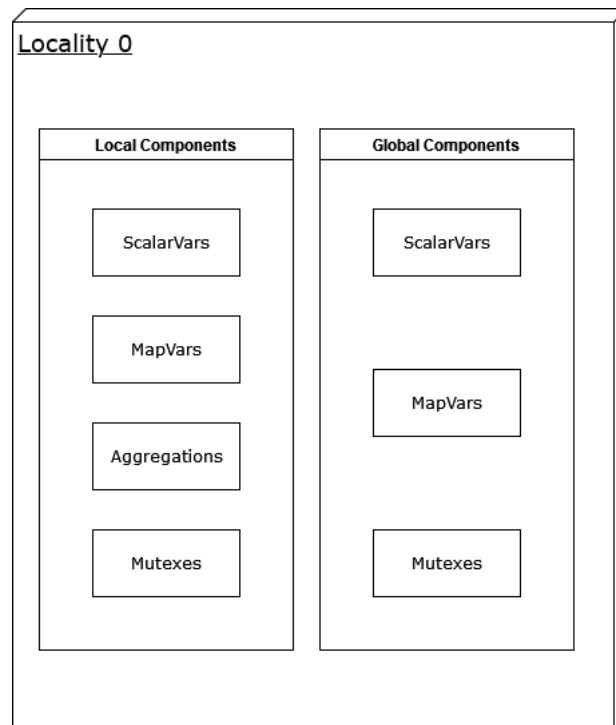 Locality 0
Local Components
ScalarVars
MapVars
Aggregations
Mutexes
Global Components
ScalarVars
MapVars
Mutexes